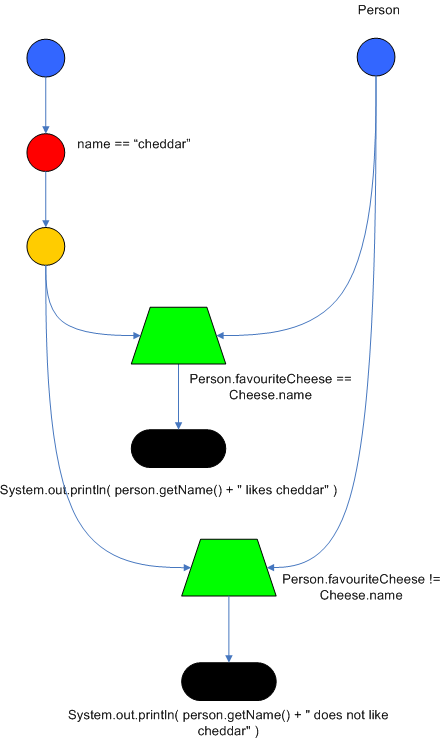 Person
name == “cheddar”
Person.favouriteCheese ==
Cheese.name
System.out.println( person.getName() + " likes cheddar" )
Person.favouriteCheese !=
Cheese.name
System.out.println( person.getName() + " does not like
cheddar" )